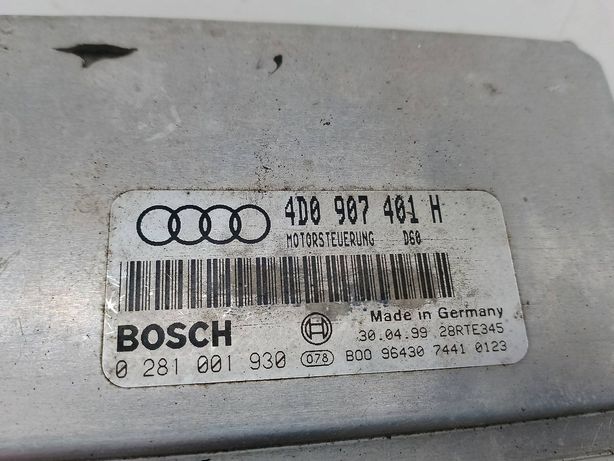 4D0 907 401 H
MOTORSTEUERUNG D60
Made in Germany
BOSCH
30.04.99 28RTE345
0 281 001 930 078 B00 96430 7441 0123